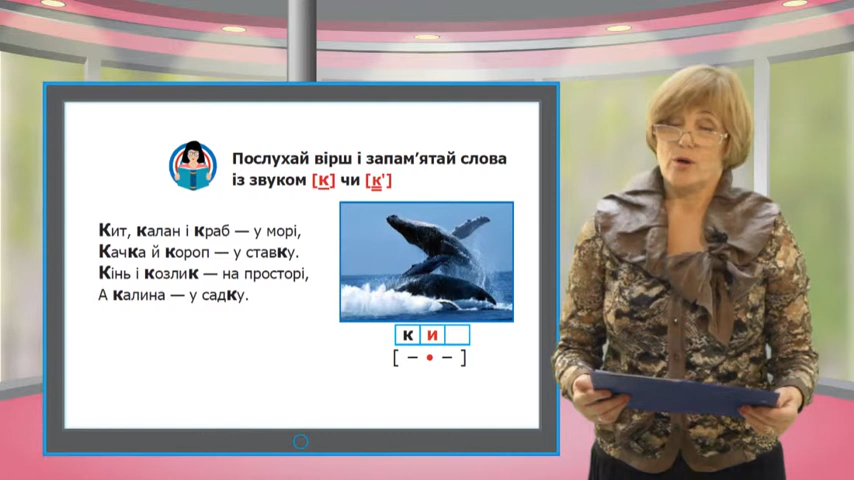 Послухай вірш і запам’ятай слова
із звуком [к] чи [к']
Кит, калан і краб — у морі,
Качка й короп — у ставку.
Кінь і козлик — на просторі,
А калина — у садку.
к и
[ – • – ]